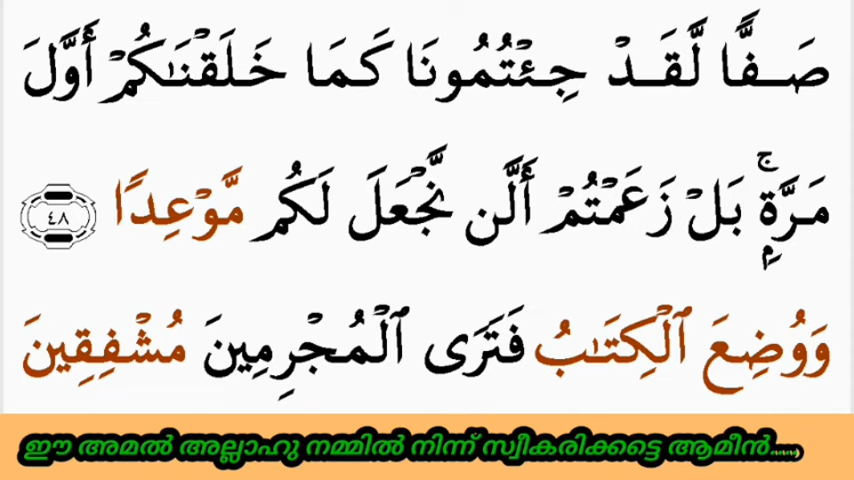 صَفًّا لَّقَدْ جِئْتُمُونَا كَمَا خَلَقْنَٰكُمْ أَوَّلَ
مَرَّةٍۭ ۚ بَلْ زَعَمْتُمْ أَلَّن نَّجْعَلَ لَكُم مَّوْعِدًا ٤٨
وَوُضِعَ ٱلْكِتَٰبُ فَتَرَى ٱلْمُجْرِمِينَ مُشْفِقِينَ
ഈ അമൽ അല്ലാഹു നമ്മിൽ നിന്ന് സ്വീകരിക്കട്ടെ ആമീൻ.....